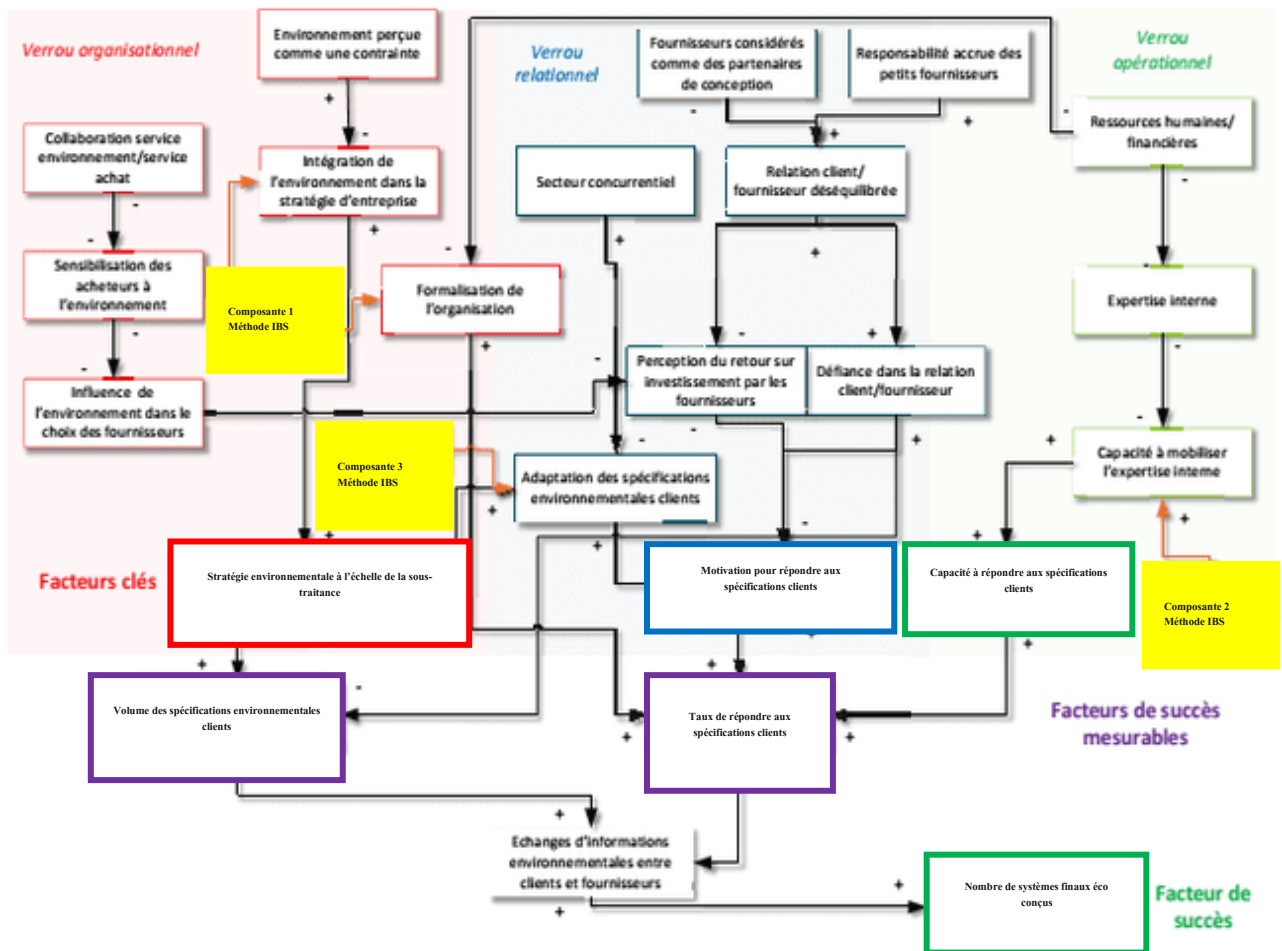 Verrou organisationnel
Environnement perçue
comme une contrainte
Verrou
relationnel
Fournisseurs considérés
comme des partenaires
de conception
Responsabilité accrue des
petits fournisseurs
Verrou
opérationnel
+
-
-
+
+
-
Collaboration service
environnement/service
achat
Intégration de
l'environnement dans la
stratégie d'entreprise
Secteur concurrentiel
Relation client/
fournisseur déséquilibrée
Ressources humaines/
financières
-
+
+
+
-
-
-
-
Sensibilisation des
acheteurs à
l'environnement
Composante 1
Méthode IBS
Formalisation de
l'organisation
Expertise interne
-
+
-
+
-
-
-
-
Influence de
l'environnement dans le
choix des fournisseurs
Perception du retour sur
investissement par les
fournisseurs
Défiance dans la relation
client/fournisseur
-
-
+
+
Composante 3
Méthode IBS
Adaptation des spécifications
environnementales clients
Capacité à mobiliser
l'expertise interne
+
+
+
-
+
+
Facteurs clés
Stratégie environnementale à l'échelle de la sous-
traitance
Motivation pour répondre aux
spécifications clients
Capacité à répondre aux spécifications
clients
Composante 2
Méthode IBS
+
+
+
-
Volume des spécifications environnementales
clients
Taux de répondre aux
spécifications clients
Facteurs de succès
mesurables
+
+
+
+
Echanges d'informations
environnementales entre
clients et fournisseurs
+
+
Nombre de systèmes finaux éco
conçus
Facteur de
succès